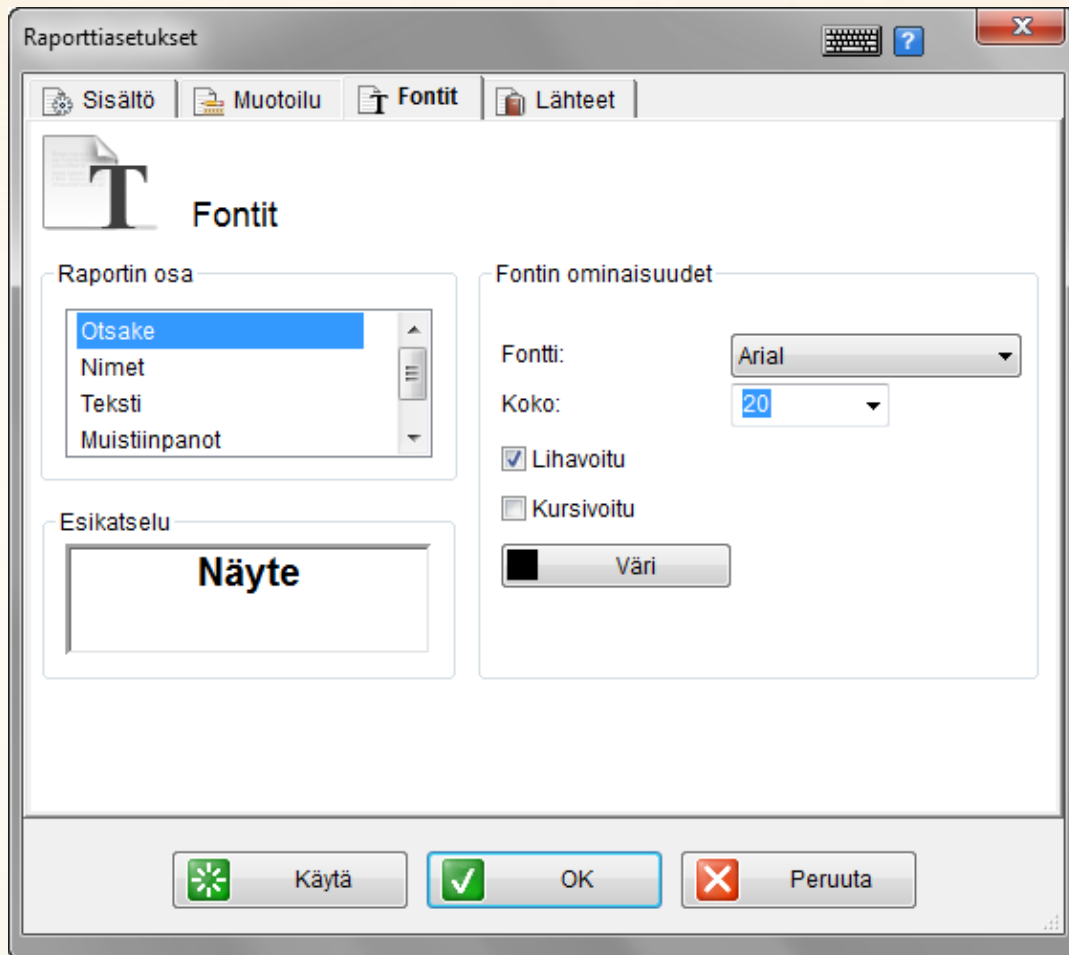 Raporttiasetukset
Sisältö
Muotoilu
Fontit
Lähteet
Fontit
Raportin osa
Otsake
Nimet
Teksti
Muistiinpanot
Esikatselu
Näyte
Fontin ominaisuudet
Fontti: Arial
Koko: 20
Lihavoitu
Kursivoitu
Väri
Käytä
OK
Peruuta